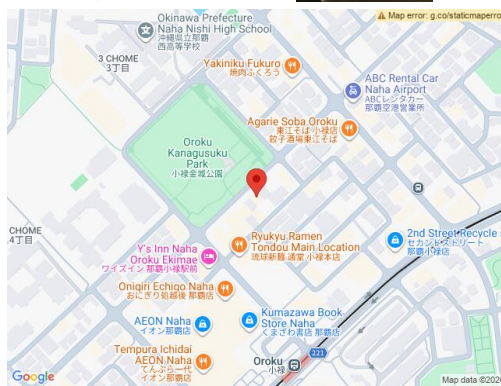 Okinawa Prefecture
Naha Nishi High School
沖縄県立那覇
西高等学校
Map error: g.co/staticmaperro
3 CHOME
3丁目
Yakiniku Fukuro
焼肉ふくろう
ABC Rental Car
Naha Airport
ABCレンタカー
那覇空港営業所
Agarie Soba Oroku
東江そば 小禄店
餃子酒場東江そば
Oroku
Kanagusuku
Park
小禄金城公園
CHOME
4丁目
Y's Inn Naha
Oroku Ekimae
ワイズイン 那覇小禄駅前
Ryukyu Ramen
Tondou Main Location
琉球新麺 通堂 小禄本店
2nd Street Recycle
セカンドストリート
那覇小禄店
Onigiri Echigo Naha
おにぎり処越後 那覇店
AEON Naha
イオン那覇店
Kumazawa Book
Store Naha
くまざわ書店 那覇店
Tempura Ichidai
AEON Naha
てんぷら一代
イオン那覇店
Oroku
小禄
221
Google
Map data ©202